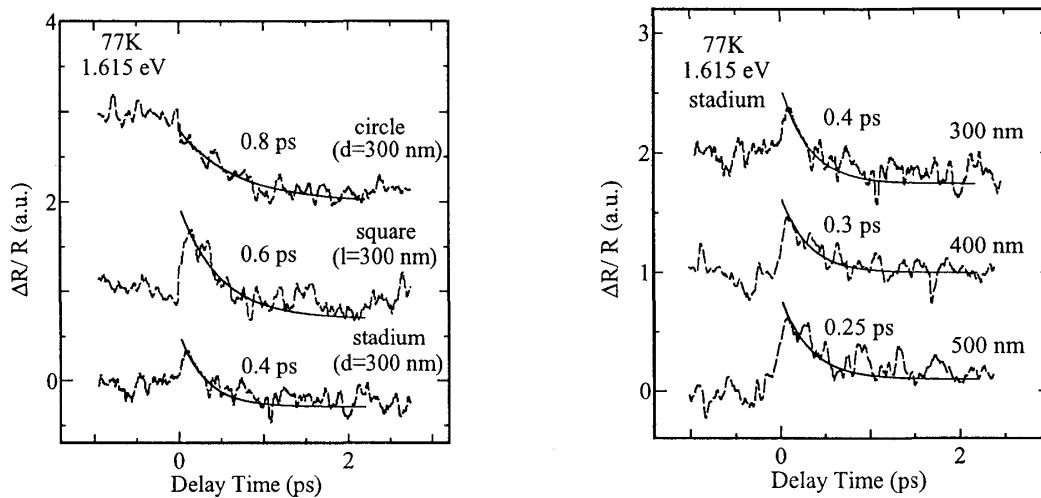 4
77K
1.615 eV
0.8 ps
circle
(d=300 nm)
2
0.6 ps
square
(l=300 nm)
0.4 ps
stadium
(d=300 nm)
0
0
2
Delay Time (ps)
ΔR/ R (a.u.)
3
77K
1.615 eV
stadium
0.4 ps
300 nm
2
0.3 ps
400 nm
1
0.25 ps
500 nm
0
0
2
Delay Time (ps)
ΔR/ R (a.u.)